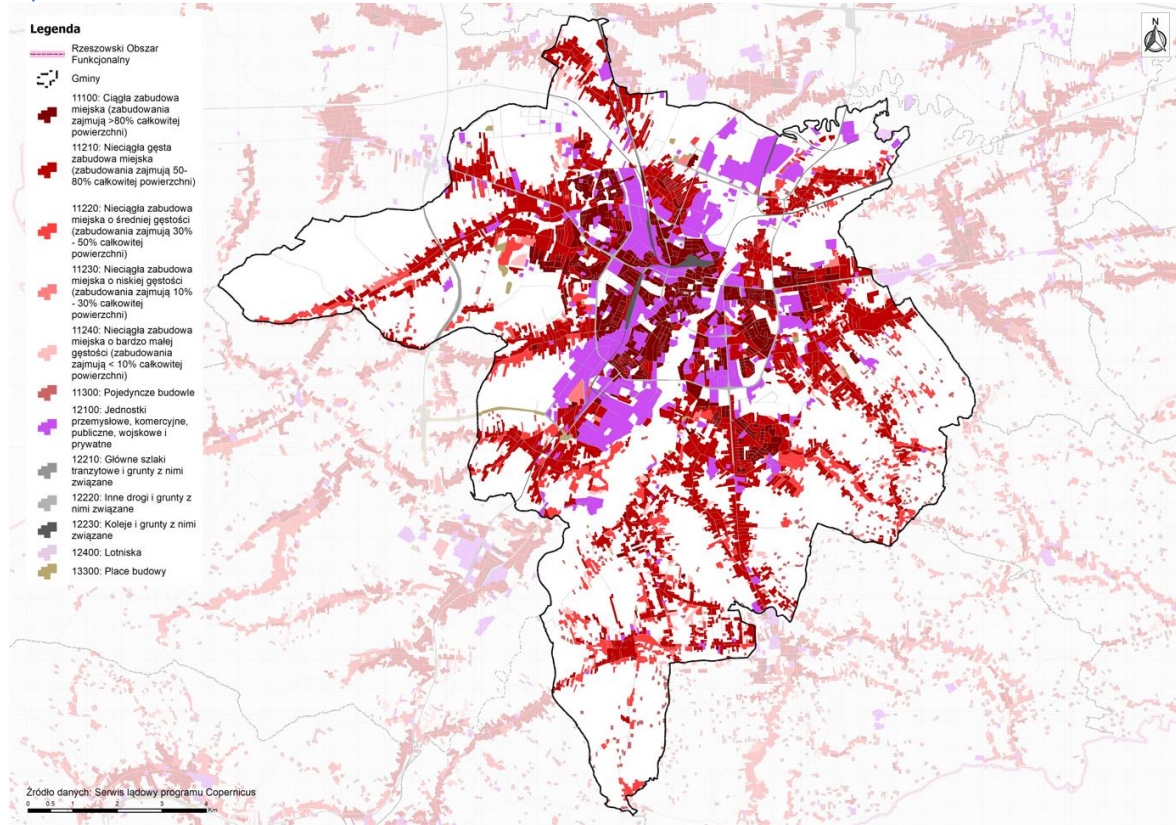 Legenda
Rzeszowski Obszar
Funkcjonalny
Gminy
11100: Ciągła zabudowa
miejska (zabudowania
zajmują >80% całkowitej
powierzchni)
11210: Nieciągła gęsta
zabudowa miejska
(zabudowania zajmują 50-
80% całkowitej powierzchni)
11220: Nieciągła zabudowa
miejska o średniej gęstości
(zabudowania zajmują 30%
- 50% całkowitej
powierzchni)
11230: Nieciągła zabudowa
miejska o niskiej gęstości
(zabudowania zajmują 10%
- 30% całkowitej
powierzchni)
11240: Nieciągła zabudowa
miejska o bardzo małej
gęstości (zabudowania
zajmują < 10% całkowitej
powierzchni)
11300: Pojedyncze budowle
12100: Jednostki
przemysłowe, komercyjne,
publiczne, wojskowe i
prywatne
12210: Główne szlaki
tranzytowe i grunty z nimi
związane
12220: Inne drogi i grunty z
nimi związane
12230: Koleje i grunty z nimi
związane
12400: Lotniska
13300: Place budowy
N
Źródło danych: Serwis lądowy programu Copernicus
0 0.5 1 2 3 4
Km